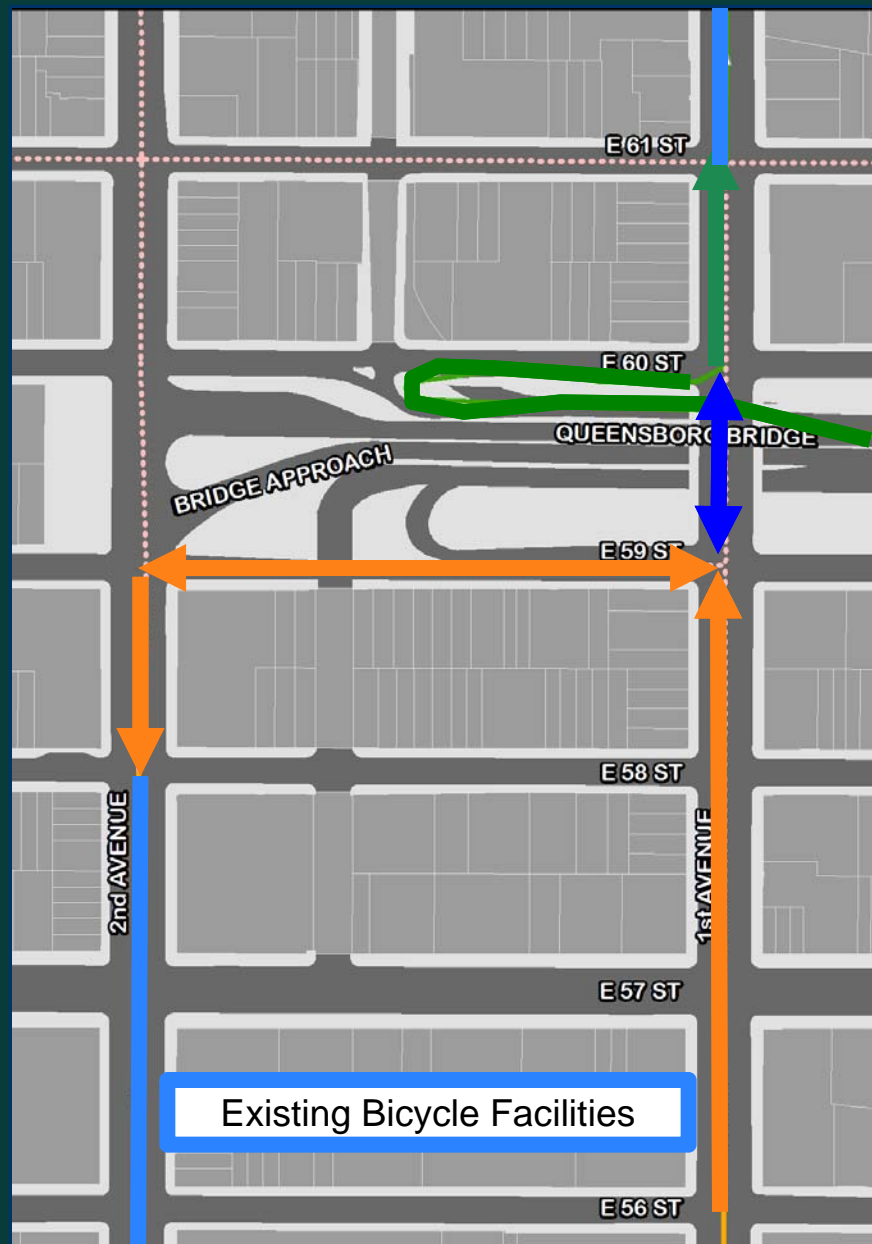 E 61 ST
E 60 ST
QUEENSBORO BRIDGE
BRIDGE APPROACH
E 59 ST
E 58 ST
2nd AVENUE
1st AVENUE
E 57 ST
Existing Bicycle Facilities
E 56 ST